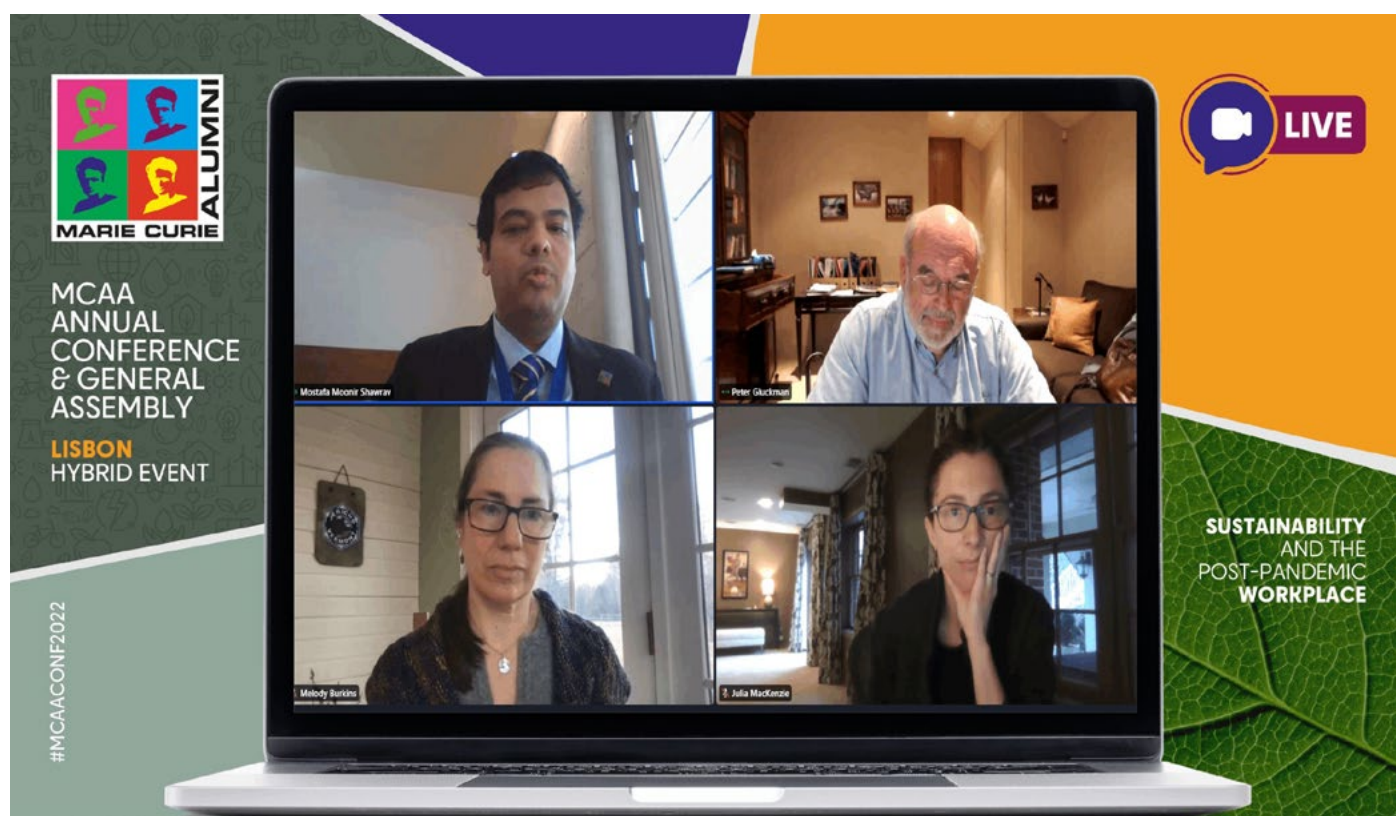 MARIE CURIE
ALUMNI
MCAA
ANNUAL
CONFERENCE
& GENERAL
ASSEMBLY
LISBON
HYBRID EVENT
#MCAACONF2022
Mostafa Moonir Shawrav
Peter Gluckman
Melody Burkins
Julia MacKenzie
LIVE
SUSTAINABILITY
AND THE
POST-PANDEMIC
WORKPLACE